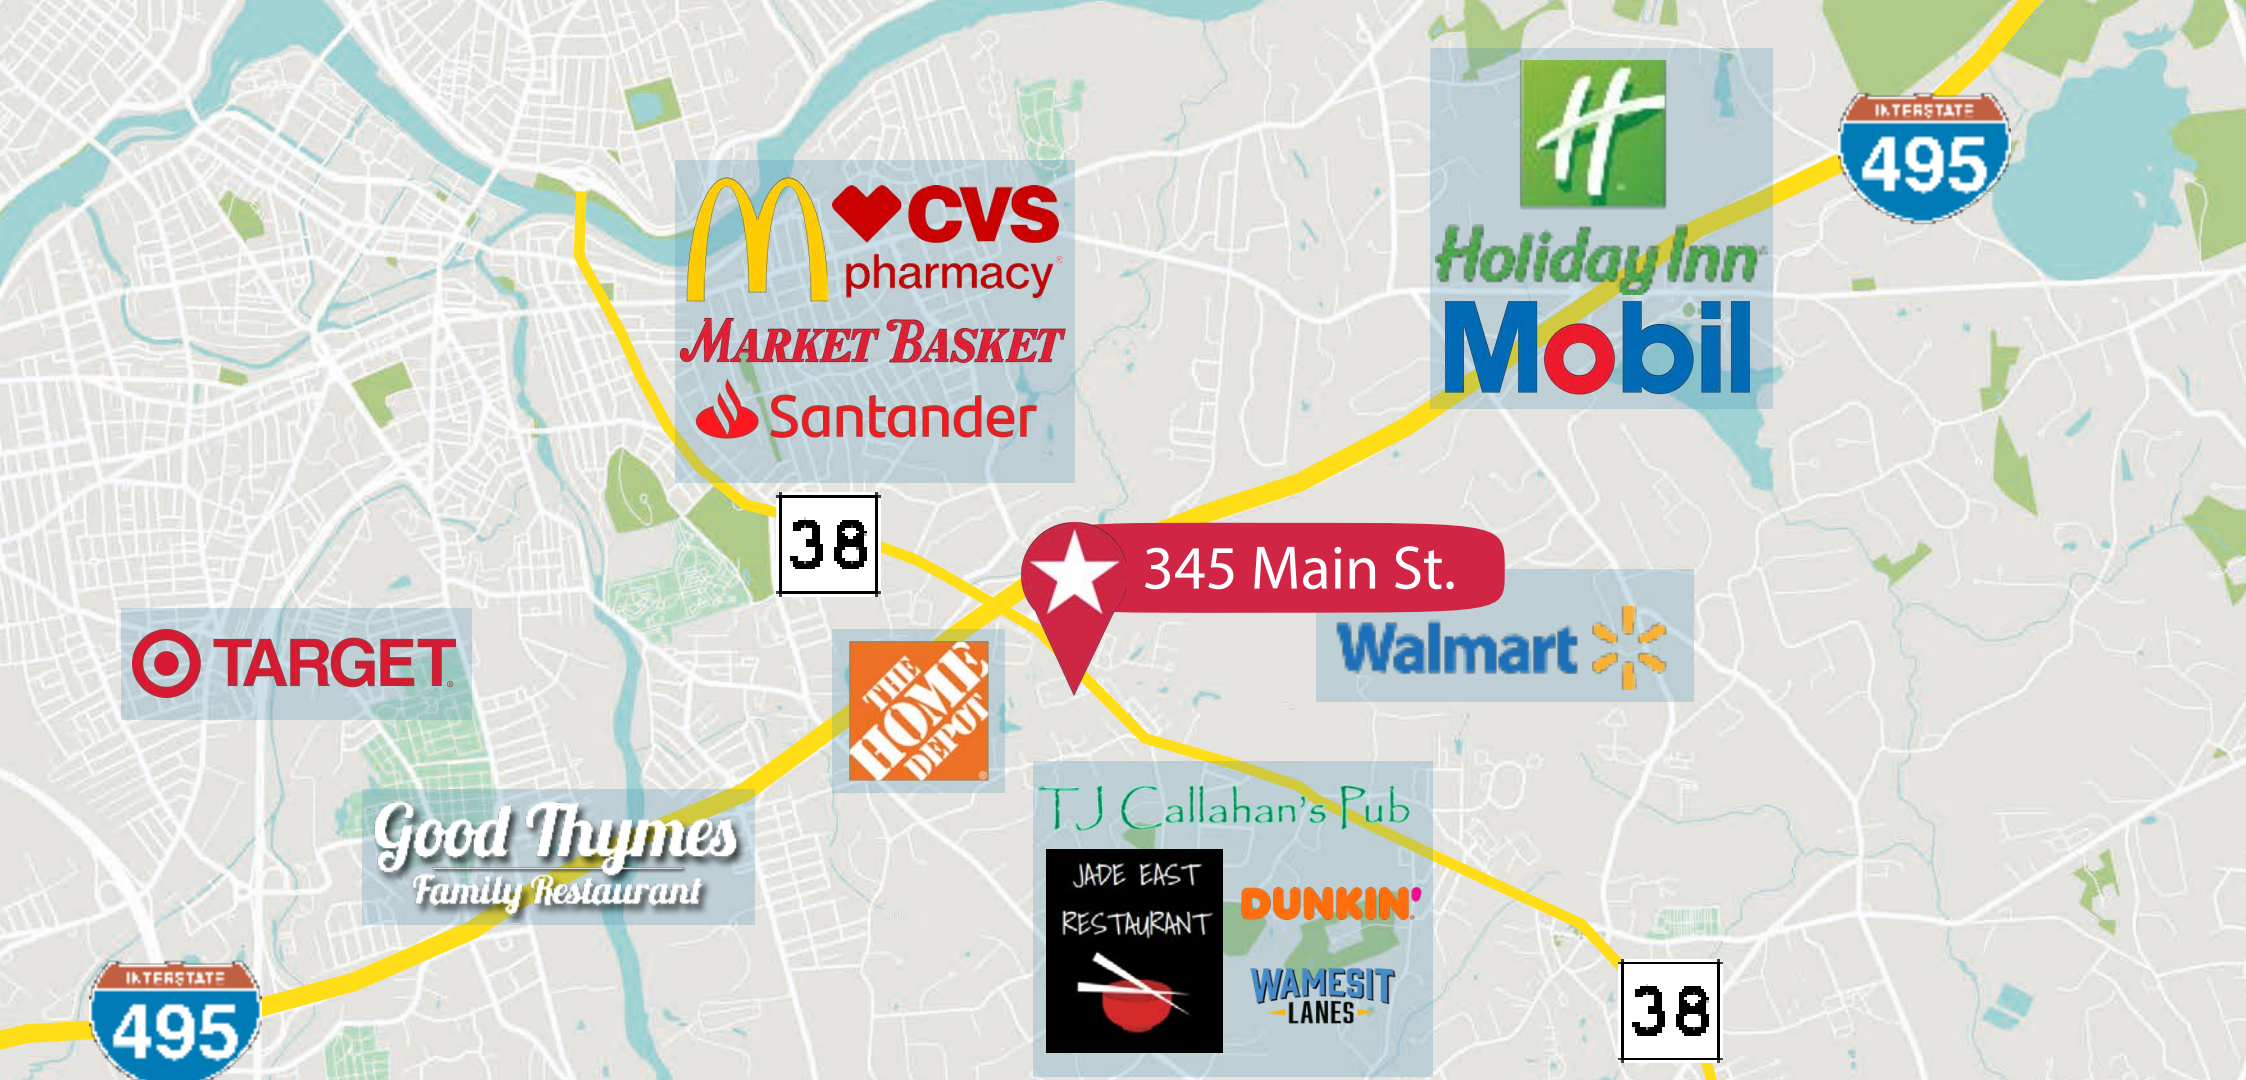 INTERSTATE
495
CVS
pharmacy
MARKET BASKET
Santander
Holiday Inn
Mobil
38
345 Main St.
TARGET
THE
HOME
DEPOT
Walmart
Good Thymes
Family Restaurant
TJ Callahan's Pub
JADE EAST
RESTAURANT
DUNKIN'
WAMESIT
LANES
INTERSTATE
495
38